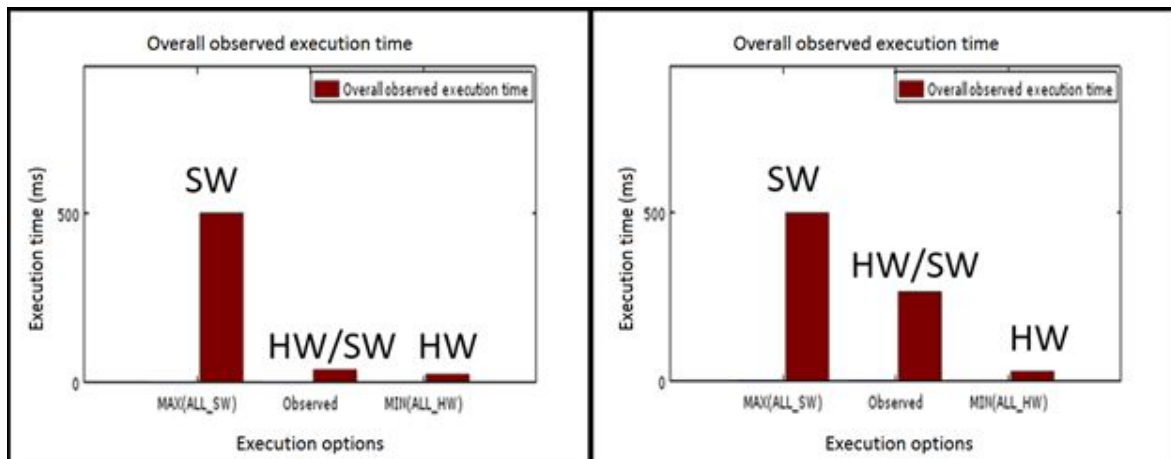 Overall observed execution time
Overall observed execution time
SW
500
Execution time (ms)
HW/SW
HW
0
MAX(ALL_SW)
Observed
MIN(ALL_HW)
Execution options
Overall observed execution time
Overall observed execution time
SW
500
Execution time (ms)
HW/SW
HW
0
MAX(ALL_SW)
Observed
MIN(ALL_HW)
Execution options